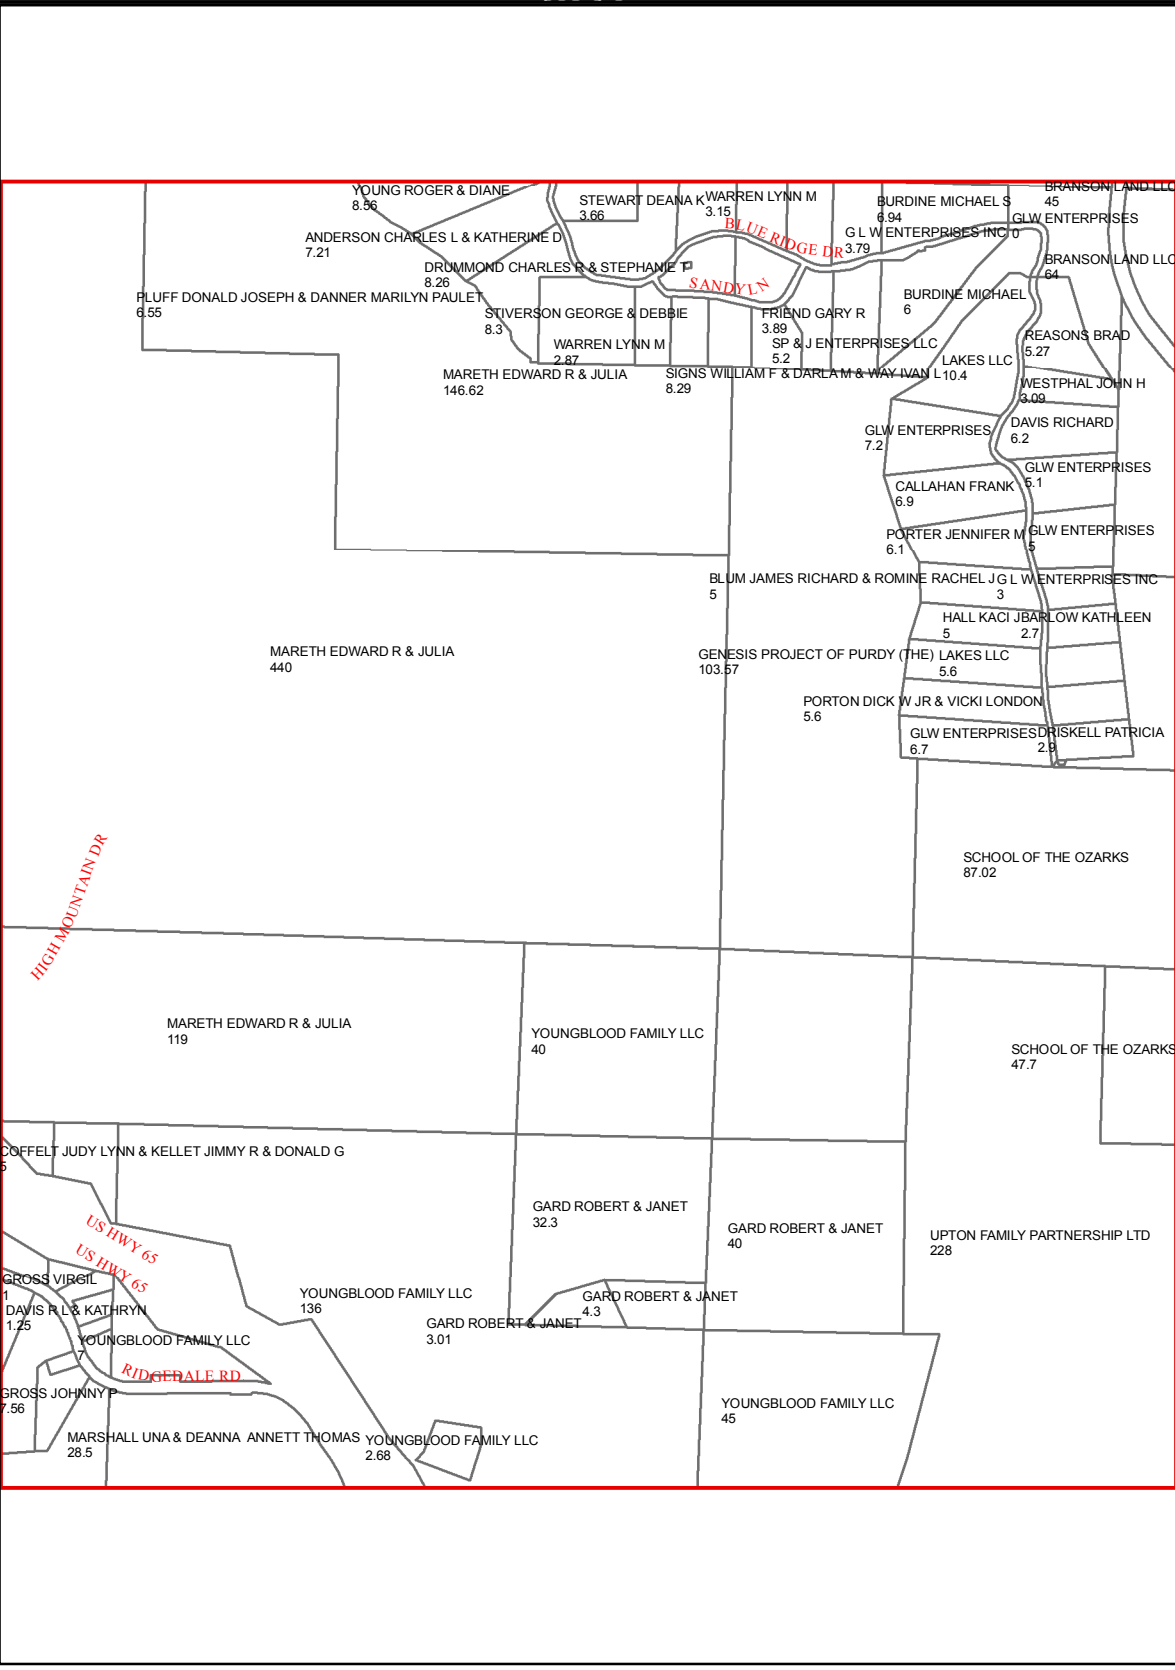 YOUNG ROGER & DIANE
8.56
STEWART DEANA K
3.66
WARREN LYNN M
3.15
BURDINE MICHAEL S
6.94
BRANSON LAND LLC
45
GLW ENTERPRISES
0
ANDERSON CHARLES L & KATHERINE D
7.21
BLUE RIDGE DR
G L W ENTERPRISES INC
3.79
DRUMMOND CHARLES R & STEPHANIE T
8.26
BRANSON LAND LLC
64
SANDY LN
PLUFF DONALD JOSEPH & DANNER MARILYN PAULET
6.55
BURDINE MICHAEL
6
STIVERSON GEORGE & DEBBIE
8.3
FRIEND GARY R
3.89
WARREN LYNN M
2.87
SP & J ENTERPRISES LLC
5.2
REASONS BRAD
5.27
LAKES LLC
10.4
MARETH EDWARD R & JULIA
146.62
SIGNS WILLIAM F & DARLA M & WAY IVAN L
8.29
WESTPHAL JOHN H
3.09
GLW ENTERPRISES
7.2
DAVIS RICHARD
6.2
GLW ENTERPRISES
5.1
CALLAHAN FRANK
6.9
PORTER JENNIFER M
6.1
GLW ENTERPRISES
5
BLUM JAMES RICHARD & ROMINE RACHEL J
5
G L W ENTERPRISES INC
3
HALL KACI J
5
BARLOW KATHLEEN
2.7
MARETH EDWARD R & JULIA
440
GENESIS PROJECT OF PURDY (THE)
103.57
LAKES LLC
5.6
PORTON DICK W JR & VICKI LONDON
5.6
GLW ENTERPRISES
6.7
DRISKELL PATRICIA
2.9
HIGH MOUNTAIN DR
SCHOOL OF THE OZARKS
87.02
MARETH EDWARD R & JULIA
119
YOUNGBLOOD FAMILY LLC
40
SCHOOL OF THE OZARKS
47.7
COFFELT JUDY LYNN & KELLET JIMMY R & DONALD G
5
GARD ROBERT & JANET
32.3
GARD ROBERT & JANET
40
UPTON FAMILY PARTNERSHIP LTD
228
US HWY 65
US HWY 65
GROSS VIRGIL
1
YOUNGBLOOD FAMILY LLC
136
GARD ROBERT & JANET
4.3
DAVIS R L & KATHRYN
1.25
GARD ROBERT & JANET
3.01
YOUNGBLOOD FAMILY LLC
7
RIDGEDALE RD
GROSS JOHNNY P
7.56
YOUNGBLOOD FAMILY LLC
45
MARSHALL UNA & DEANNA ANNETT THOMAS
28.5
YOUNGBLOOD FAMILY LLC
2.68